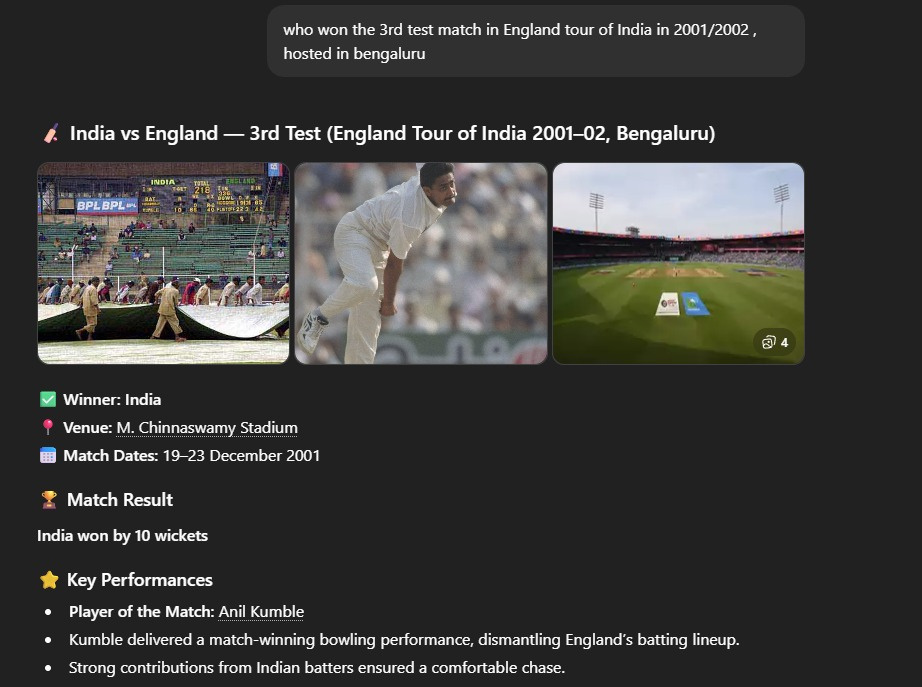 who won the 3rd test match in England tour of India in 2001/2002 ,
hosted in bengaluru
India vs England — 3rd Test (England Tour of India 2001–02, Bengaluru)
INDIA
ENGLAND
TOTAL
218
BPL BPL BPL
4
Winner: India
Venue: M. Chinnaswamy Stadium
Match Dates: 19–23 December 2001
Match Result
India won by 10 wickets
Key Performances
Player of the Match: Anil Kumble
Kumble delivered a match-winning bowling performance, dismantling England’s batting lineup.
Strong contributions from Indian batters ensured a comfortable chase.